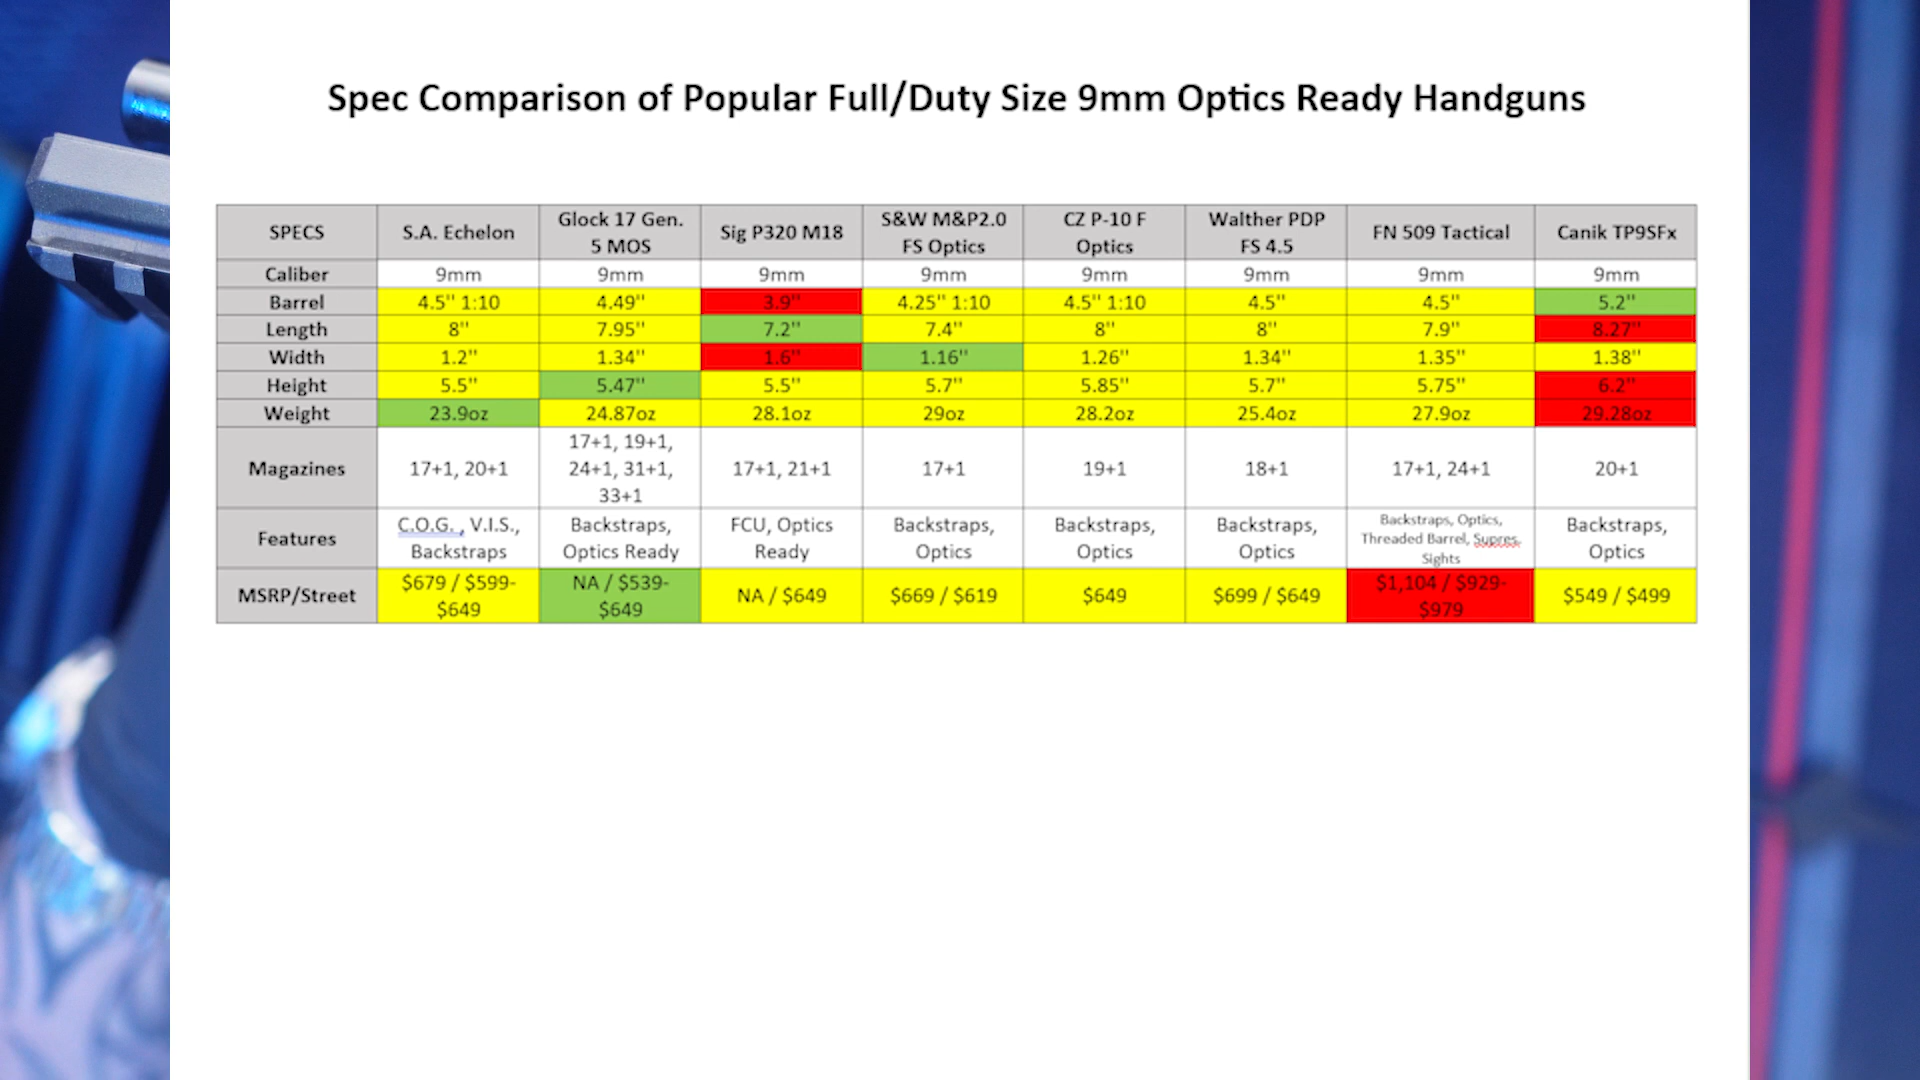 Spec Comparison of Popular Full/Duty Size 9mm Optics Ready Handguns
SPECS S.A. Echelon Glock 17 Gen. 5 MOS Sig P320 M18 S&W M&P2.0 FS Optics CZ P-10 F Optics Walther PDP FS 4.5 FN 509 Tactical Canik TP9SFx
Caliber 9mm 9mm 9mm 9mm 9mm 9mm 9mm 9mm
Barrel 4.5" 1:10 4.49" 3.9" 4.25" 1:10 4.5" 1:10 4.5" 4.5" 5.2"
Length 8" 7.95" 7.2" 7.4" 8" 8" 7.9" 8.27"
Width 1.2" 1.34" 1.6" 1.16" 1.26" 1.34" 1.35" 1.38"
Height 5.5" 5.47" 5.5" 5.7" 5.85" 5.7" 5.75" 6.2"
Weight 23.9oz 24.87oz 28.1oz 29oz 28.2oz 25.4oz 27.9oz 29.28oz
Magazines 17+1, 20+1 17+1, 19+1, 24+1, 31+1, 33+1 17+1, 21+1 17+1 19+1 18+1 17+1, 24+1 20+1
Features C.O.G. , V.I.S., Backstraps Backstraps, Optics Ready FCU, Optics Ready Backstraps, Optics Backstraps, Optics Backstraps, Optics Backstraps, Optics, Threaded Barrel, Supres. Sights Backstraps, Optics
MSRP/Street $679 / $599-$649 NA / $539-$649 NA / $649 $669 / $619 $649 $699 / $649 $1,104 / $929-$979 $549 / $499